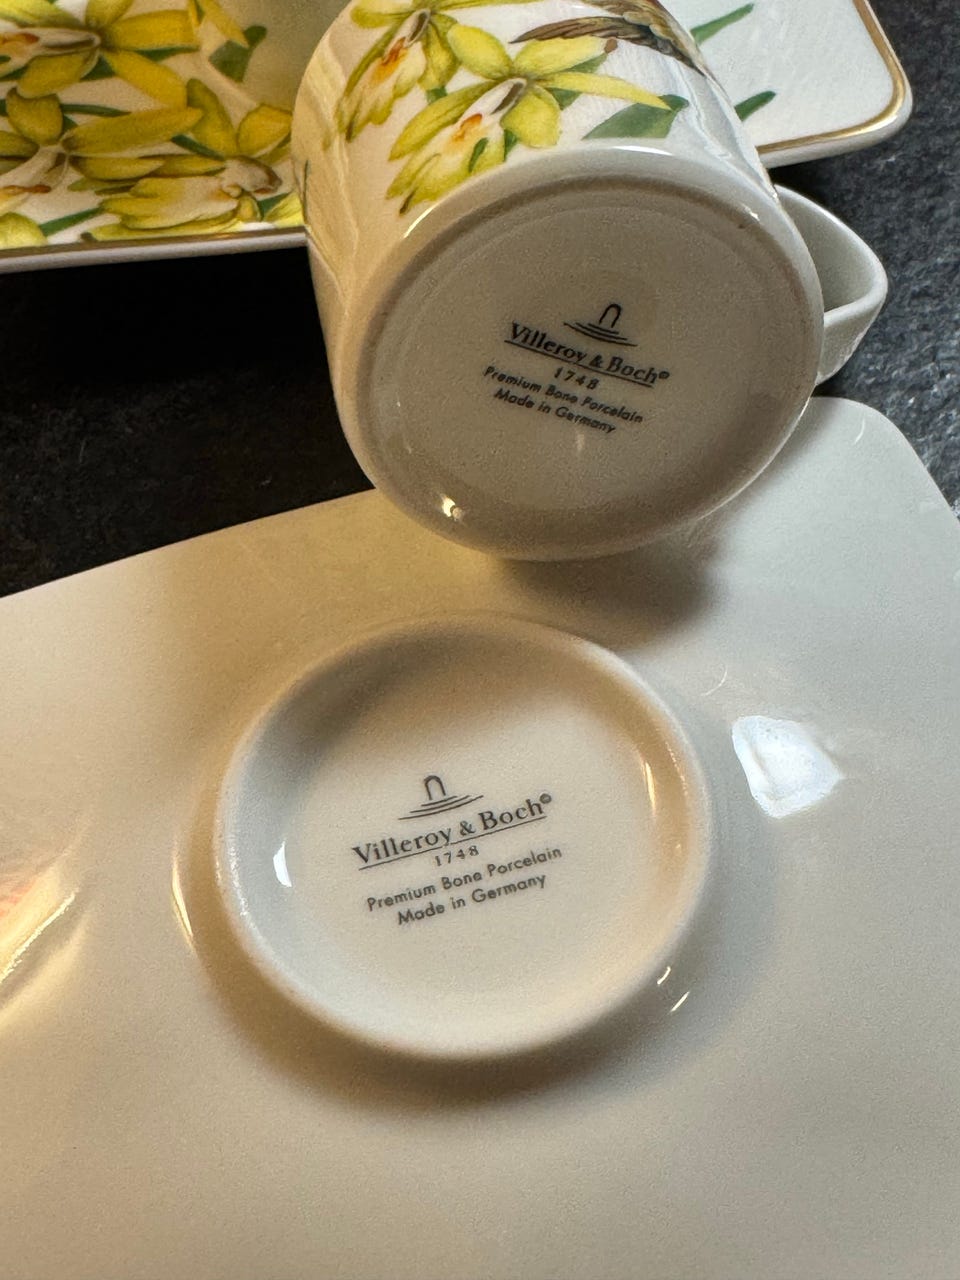 Villeroy & Boch©
1748
Premium Bone Porcelain
Made in Germany
Villeroy & Boch©
1748
Premium Bone Porcelain
Made in Germany